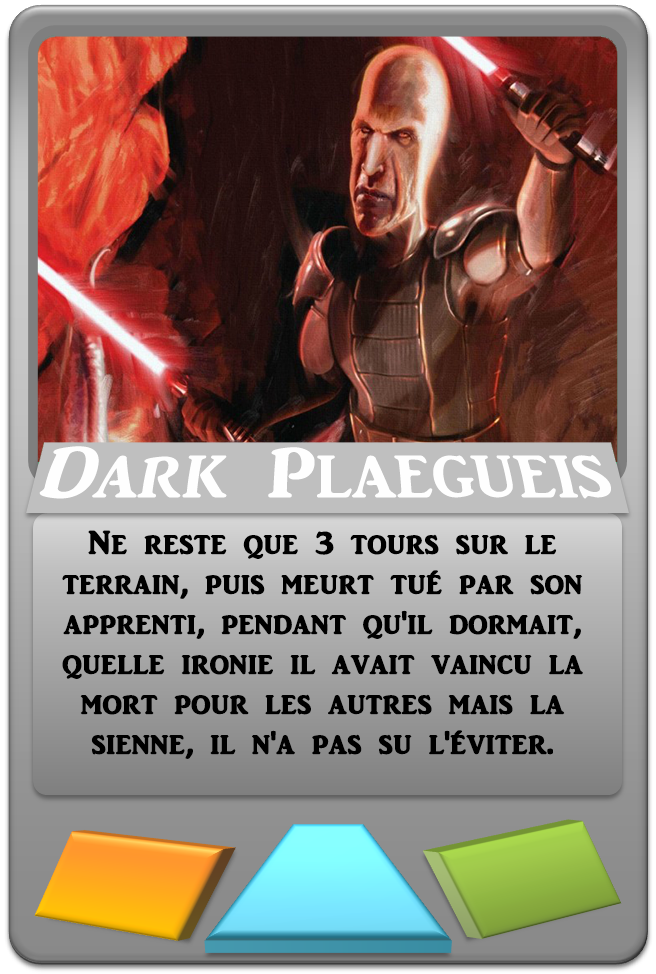 Dark Plaegueis
Ne reste que 3 tours sur le
terrain, puis meurt tué par son
apprenti, pendant qu'il dormait,
quelle ironie il avait vaincu la
mort pour les autres mais la
sienne, il n'a pas su l'éviter.